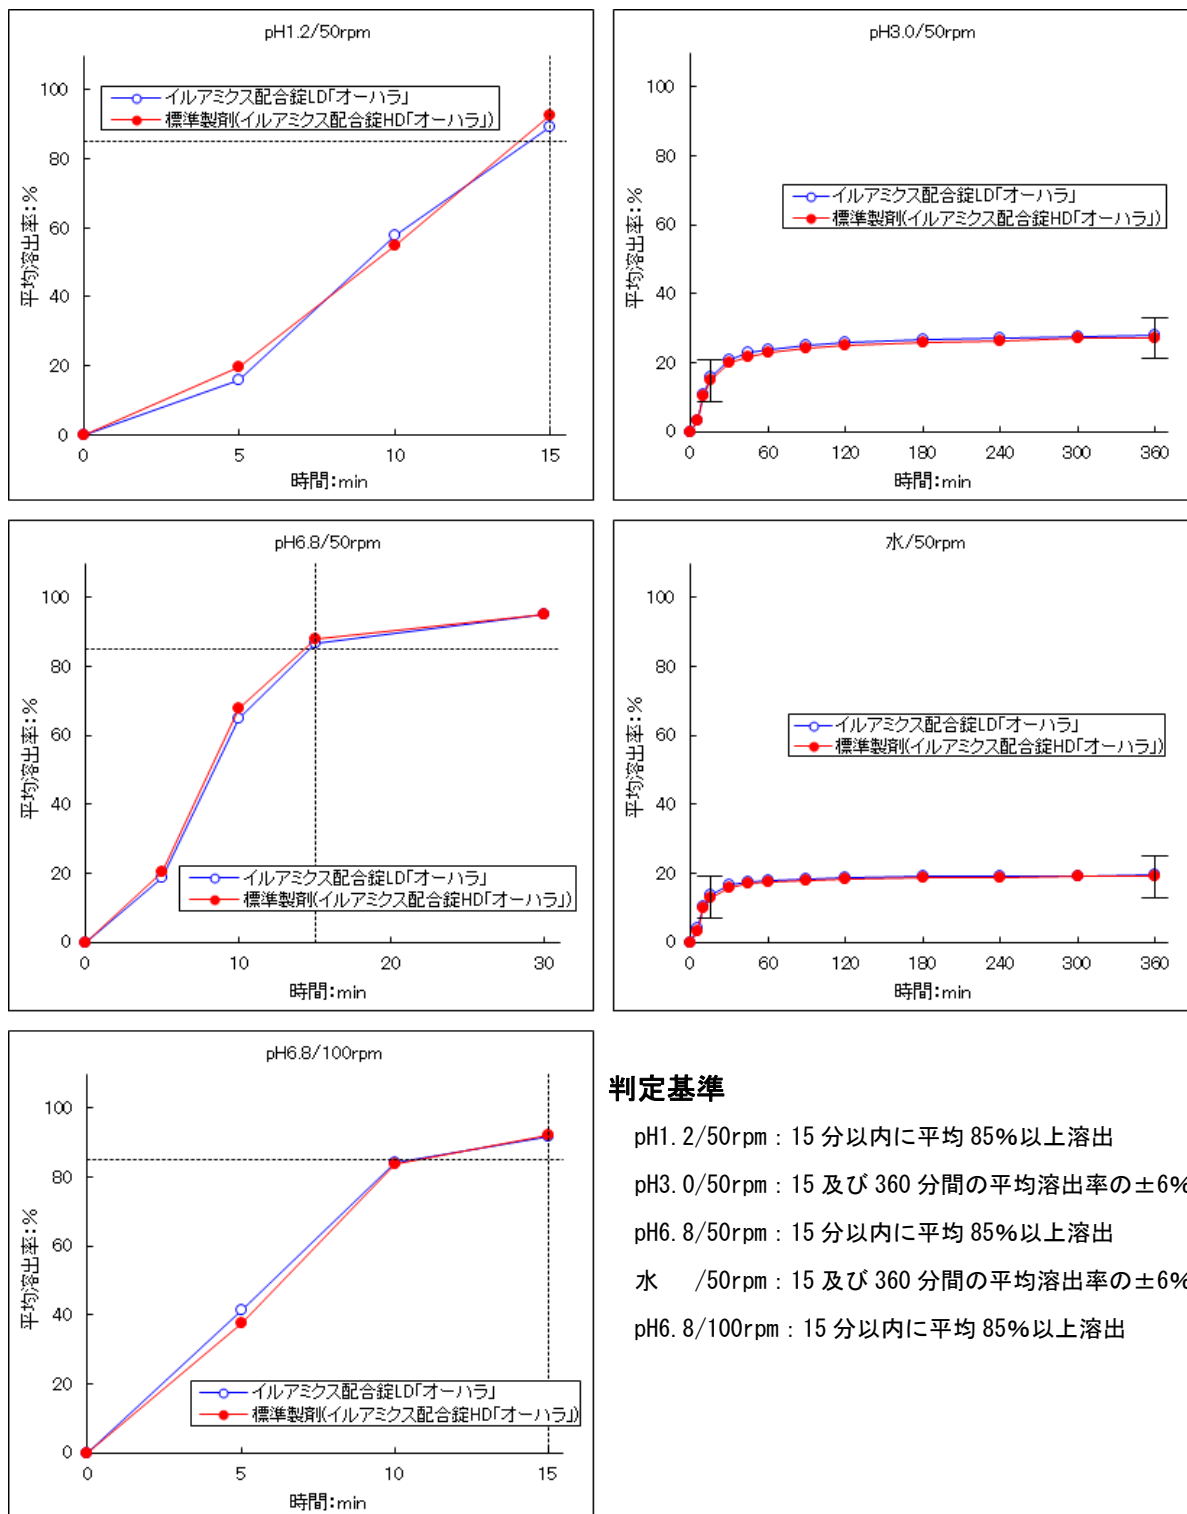 pH1.2/50rpm
100
80
60
40
20
0
平均溶出率:%
イルアミクス配合錠LD「オーハラ」
標準製剤(イルアミクス配合錠HD「オーハラ」)
0 5 10 15
時間:min
pH3.0/50rpm
100
80
60
40
20
0
平均溶出率:%
イルアミクス配合錠LD「オーハラ」
標準製剤(イルアミクス配合錠HD「オーハラ」)
0 60 120 180 240 300 360
時間:min
pH6.8/50rpm
100
80
60
40
20
0
平均溶出率:%
イルアミクス配合錠LD「オーハラ」
標準製剤(イルアミクス配合錠HD「オーハラ」)
0 10 20 30
時間:min
水/50rpm
100
80
60
40
20
0
平均溶出率:%
イルアミクス配合錠LD「オーハラ」
標準製剤(イルアミクス配合錠HD「オーハラ」)
0 60 120 180 240 300 360
時間:min
pH6.8/100rpm
100
80
60
40
20
0
平均溶出率:%
イルアミクス配合錠LD「オーハラ」
標準製剤(イルアミクス配合錠HD「オーハラ」)
0 5 10 15
時間:min
判定基準
pH1.2/50rpm:15分以内に平均85%以上溶出
pH3.0/50rpm:15及び360分間の平均溶出率の±6%
pH6.8/50rpm:15分以内に平均85%以上溶出
水 /50rpm:15及び360分間の平均溶出率の±6%
pH6.8/100rpm:15分以内に平均85%以上溶出